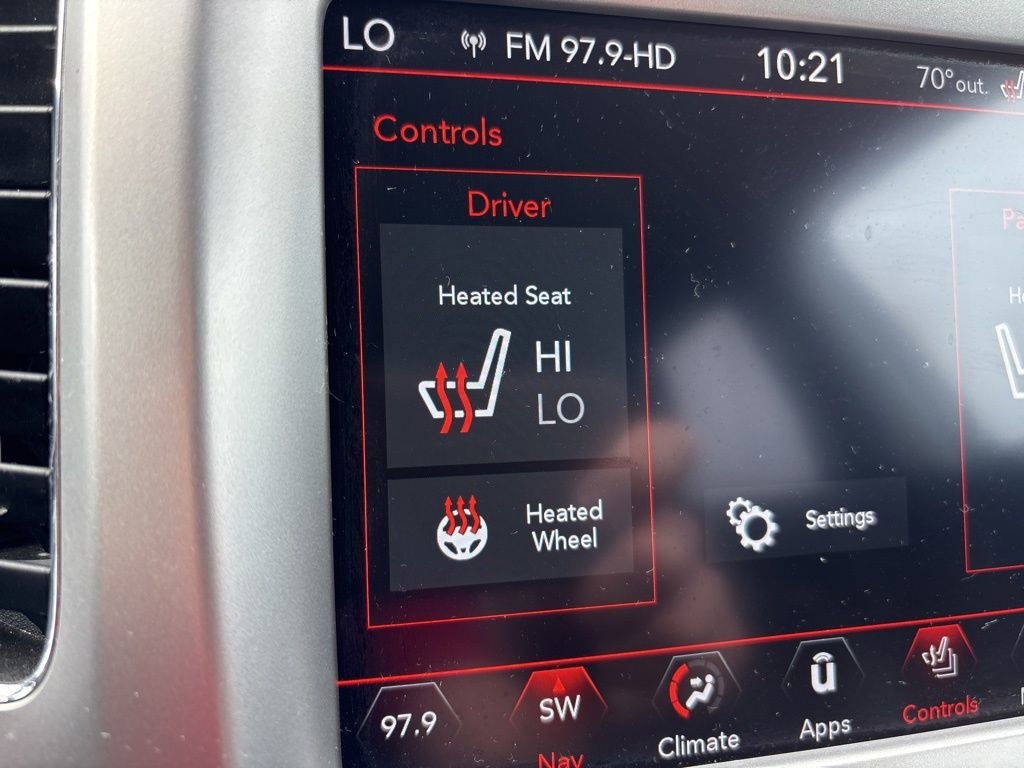 LO FM 97.9-HD 10:21 70° out.
Controls
Driver
Heated Seat
HI
LO
Heated
Wheel
Settings
97.9
SW
Nav
Climate
u
Apps
Controls